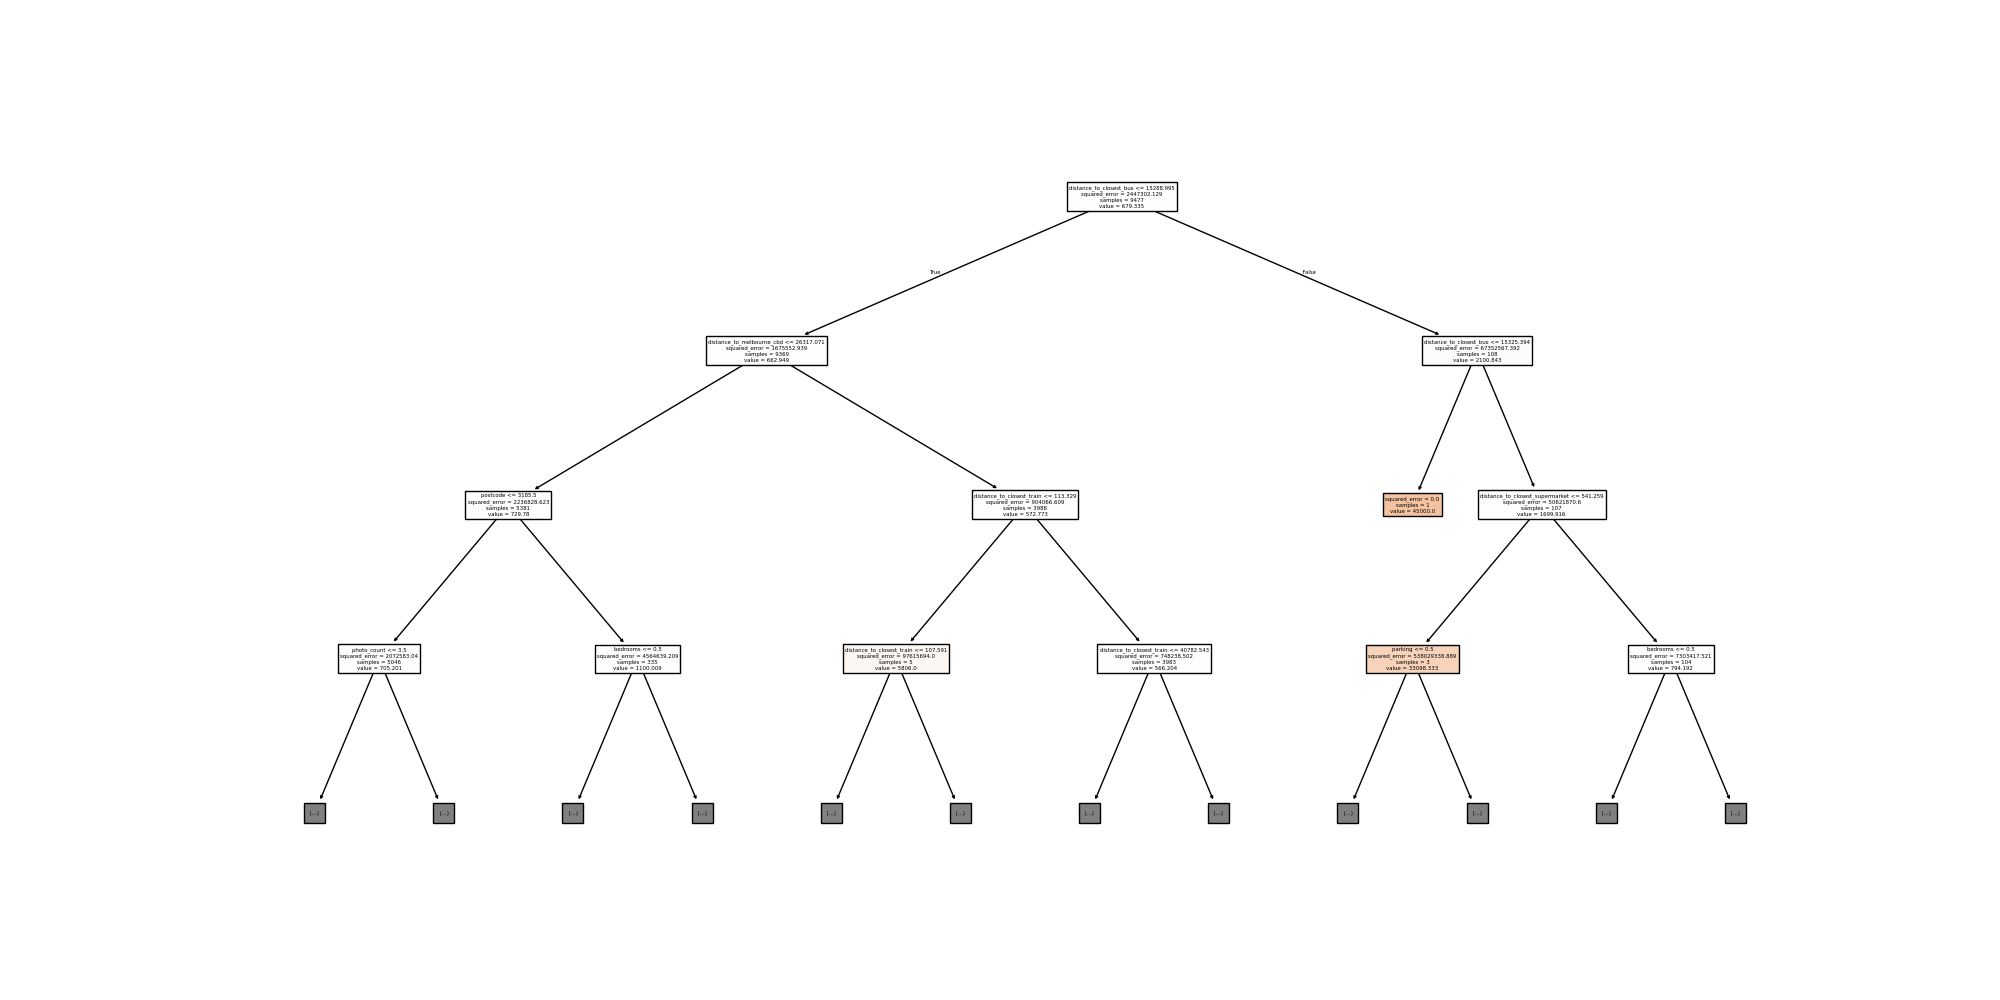 distance_to_closest_bus <= 15288.995
squared_error = 2447302.129
samples = 9477
value = 679.335
True
False
distance_to_melbourne_cbd <= 26317.071
squared_error = 1675552.939
samples = 9369
value = 662.949
distance_to_closest_bus <= 15325.394
squared_error = 67352567.392
samples = 108
value = 2100.843
postcode <= 3185.5
squared_error = 2236828.623
samples = 5381
value = 729.78
distance_to_closest_train <= 113.329
squared_error = 904066.609
samples = 3988
value = 572.773
squared_error = 0.0
samples = 1
value = 45000.0
distance_to_closest_supermarket <= 541.259
squared_error = 50621870.6
samples = 107
value = 1699.916
photo_count <= 3.5
squared_error = 2072583.04
samples = 5046
value = 705.201
bedrooms <= 0.5
squared_error = 4564639.209
samples = 335
value = 1100.009
distance_to_closest_train <= 107.591
squared_error = 97615694.0
samples = 5
value = 5806.0
distance_to_closest_train <= 40782.543
squared_error = 748238.502
samples = 3983
value = 566.204
parking <= 0.5
squared_error = 538029338.889
samples = 3
value = 33098.333
bedrooms <= 0.5
squared_error = 7303417.521
samples = 104
value = 794.192
(...)
(...)
(...)
(...)
(...)
(...)
(...)
(...)
(...)
(...)
(...)
(...)